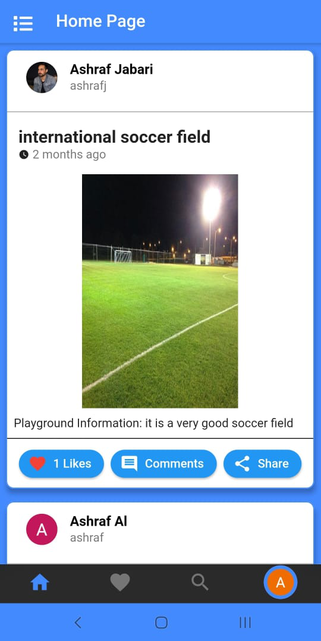 Home Page
Ashraf Jabari
ashrafj
international soccer field
2 months ago
Playground Information: it is a very good soccer field
1 Likes
Comments
Share
A
Ashraf Al
ashraf
A